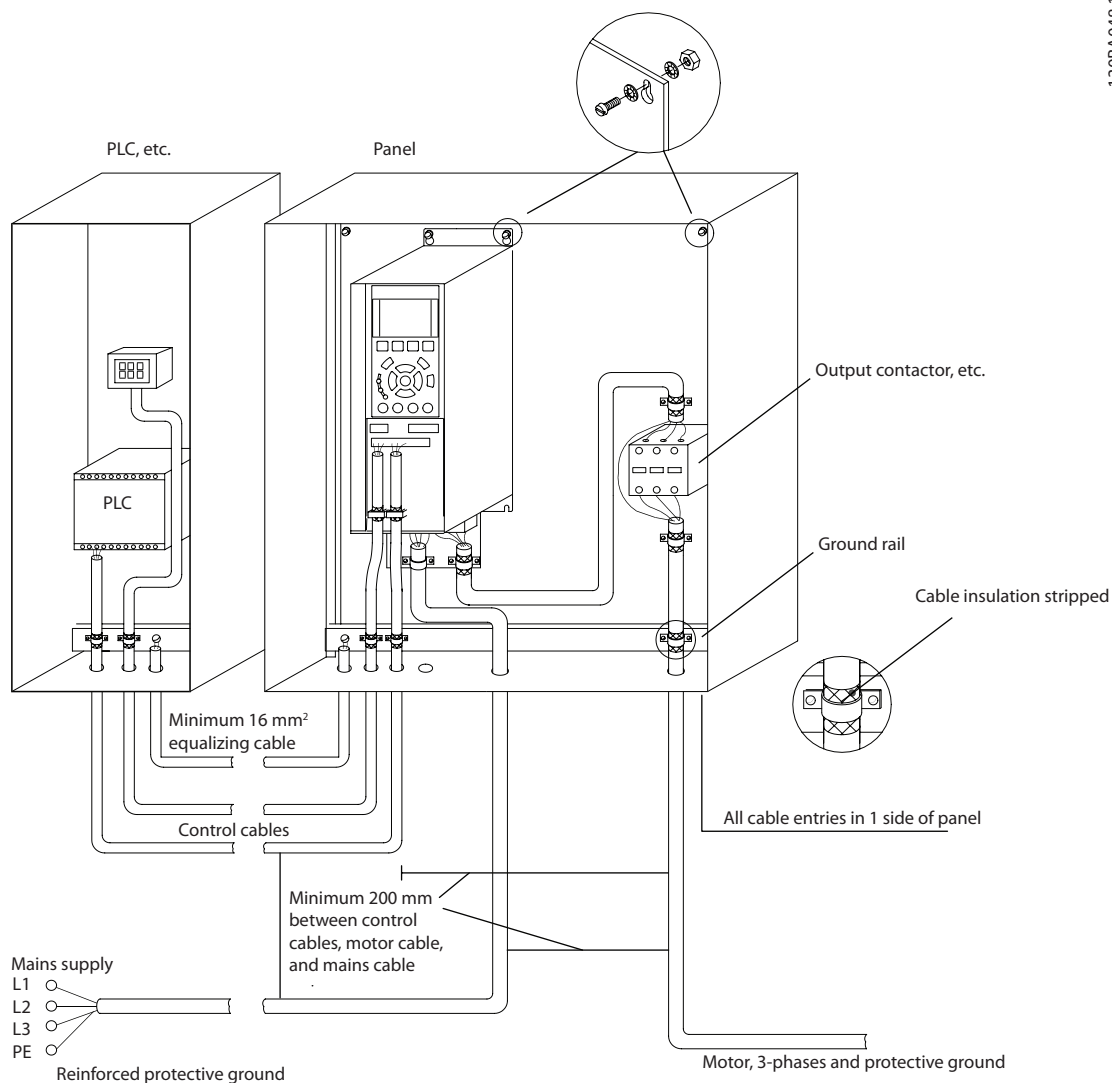 PLC, etc.
Panel
Output contactor, etc.
PLC
Ground rail
Cable insulation stripped
Minimum 16 mm²
equalizing cable
Control cables
All cable entries in 1 side of panel
Minimum 200 mm
between control
cables, motor cable,
and mains cable
Mains supply
L1
L2
L3
PE
Reinforced protective ground
Motor, 3-phases and protective ground